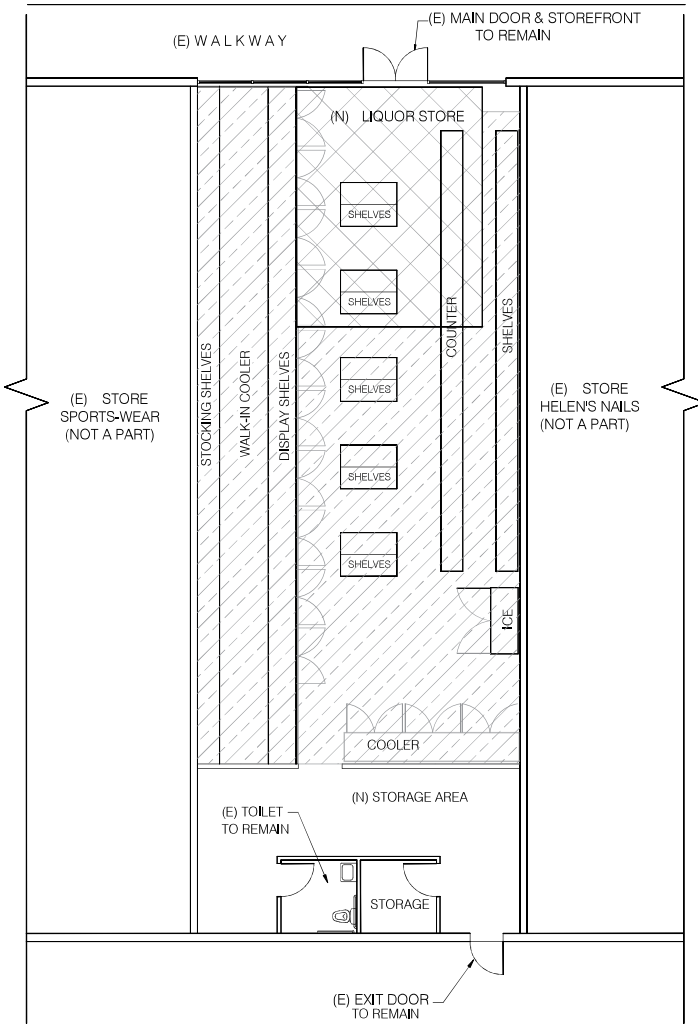 (E) MAIN DOOR & STOREFRONT
TO REMAIN
(E) WALKWAY
(N) LIQUOR STORE
SHELVES
SHELVES
SHELVES
SHELVES
SHELVES
STOCKING SHELVES
WALK-IN COOLER
DISPLAY SHELVES
COUNTER
SHELVES
(E) STORE
SPORTS-WEAR
(NOT A PART)
(E) STORE
HELEN'S NAILS
(NOT A PART)
ICE
COOLER
(N) STORAGE AREA
(E) TOILET
TO REMAIN
STORAGE
(E) EXIT DOOR
TO REMAIN